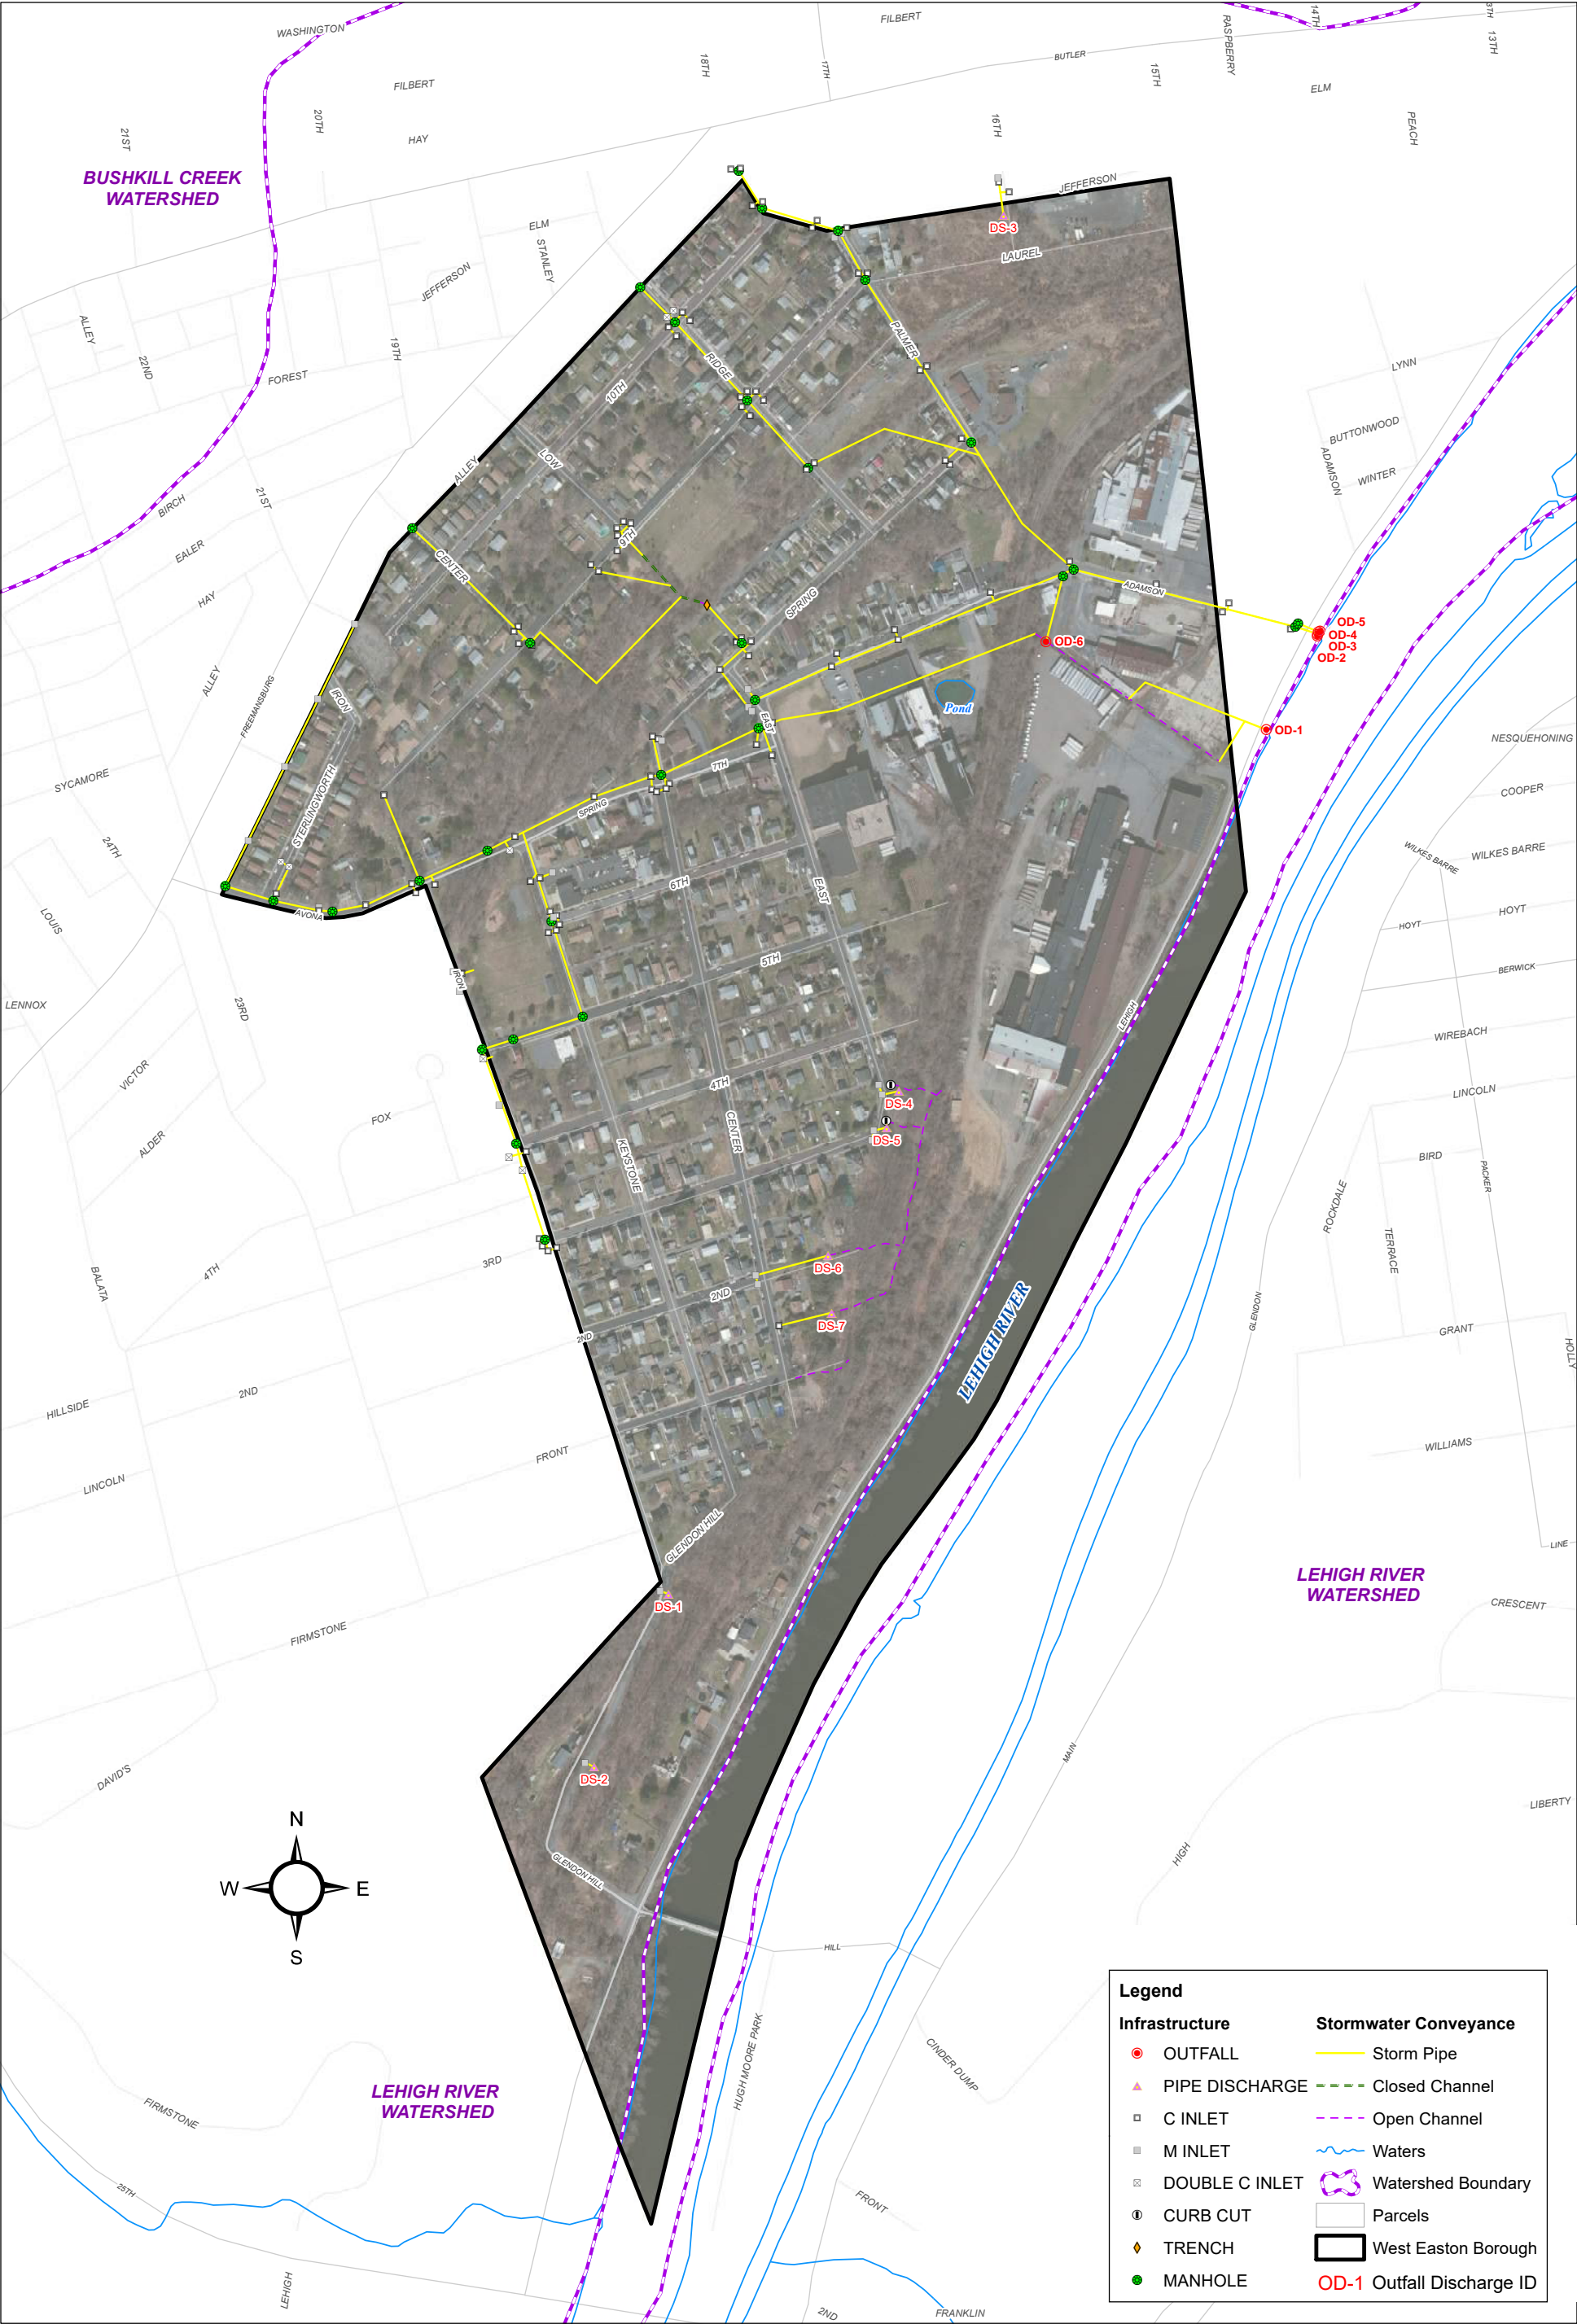 WASHINGTON
FILBERT
14TH
3TH
13TH
RASPBERRY
18TH
17TH
BUTLER
15TH
FILBERT
ELM
20TH
21ST
HAY
16TH
PEACH
BUSHKILL CREEK
WATERSHED
JEFFERSON
DS-3
ELM
STANLEY
LAUREL
JEFFERSON
ALLEY
22ND
19TH
PALMER
RIDGE
FOREST
10TH
LYNN
BUTTONWOOD
ADAMSON
WINTER
LOW
ALLEY
BIRCH
21ST
9TH
EALER
CENTER
HAY
ADAMSON
SPRING
OD-5
OD-4
OD-3
OD-2
OD-6
ALLEY
IRON
FREEMANSBURG
Pond
EAST
OD-1
NESQUEHONING
7TH
SYCAMORE
STERLINGWORTH
SPRING
COOPER
24TH
WILKES BARRE
WILKES BARRE
6TH
EAST
LOUIS
AVONA
HOYT
HOYT
5TH
IRON
BERWICK
LENNOX
23RD
LEHIGH
WIREBACH
VICTOR
4TH
LINCOLN
DS-4
FOX
CENTER
ALDER
DS-5
KEYSTONE
BIRD
PACKER
ROCKDALE
TERRACE
3RD
4TH
BALATA
DS-6
2ND
LEHIGH RIVER
GLENDON
DS-7
2ND
GRANT
HOLLY
2ND
HILLSIDE
FRONT
WILLIAMS
LINCOLN
GLENDON HILL
LINE
LEHIGH RIVER
WATERSHED
DS-1
CRESCENT
FIRMSTONE
MAIN
DAVID'S
DS-2
LIBERTY
N
HIGH
GLENDON HILL
W
E
S
HILL
HUGH MOORE PARK
CINDER DUMP
LEHIGH RIVER
WATERSHED
FIRMSTONE
25TH
FRONT
LEHIGH
2ND
FRANKLIN
Legend
Infrastructure
OUTFALL
PIPE DISCHARGE
C INLET
M INLET
DOUBLE C INLET
CURB CUT
TRENCH
MANHOLE
Stormwater Conveyance
Storm Pipe
Closed Channel
Open Channel
Waters
Watershed Boundary
Parcels
West Easton Borough
OD-1 Outfall Discharge ID